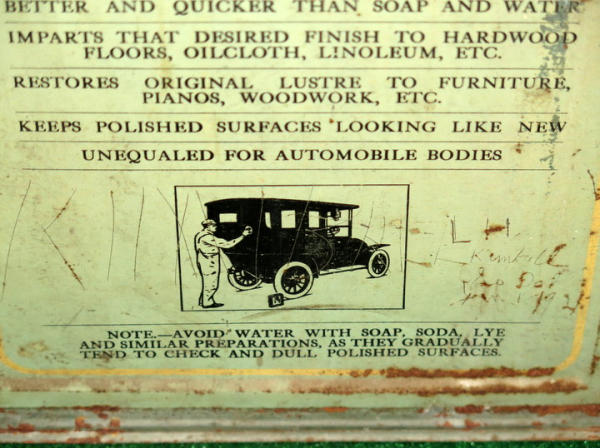 BETTER AND QUICKER THAN SOAP AND WATER
IMPARTS THAT DESIRED FINISH TO HARDWOOD
FLOORS, OILCLOTH, LINOLEUM, ETC.
RESTORES ORIGINAL LUSTRE TO FURNITURE,
PIANOS, WOODWORK, ETC.
KEEPS POLISHED SURFACES LOOKING LIKE NEW
UNEQUALED FOR AUTOMOBILE BODIES
L H
Kimball
NOTE.—AVOID WATER WITH SOAP, SODA, LYE
AND SIMILAR PREPARATIONS, AS THEY GRADUALLY
TEND TO CHECK AND DULL POLISHED SURFACES.